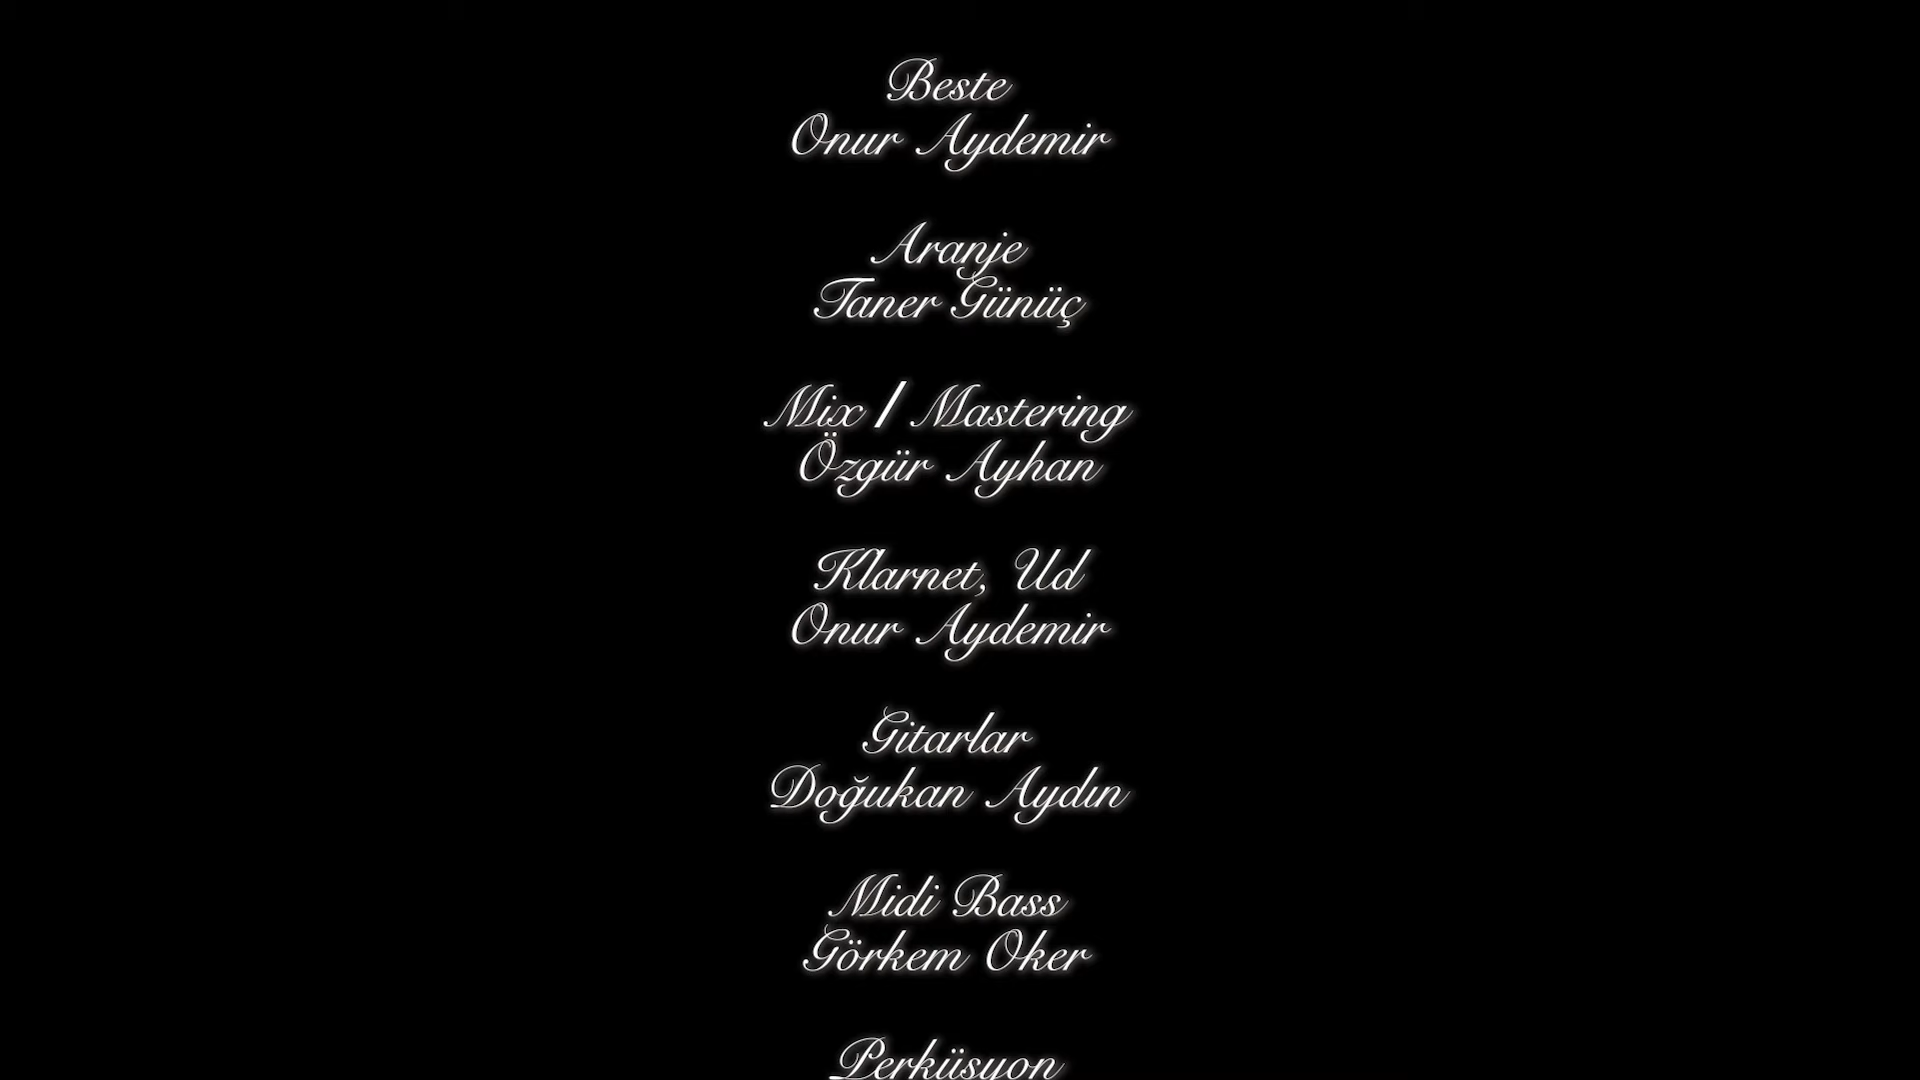 Beste
Onur Aydemir
Aranje
Taner Günüç
Mix / Mastering
Özgür Ayhan
Klarnet, Ud
Onur Aydemir
Gitarlar
Doğukan Aydın
Midi Bass
Görkem Oker
Perküsyon